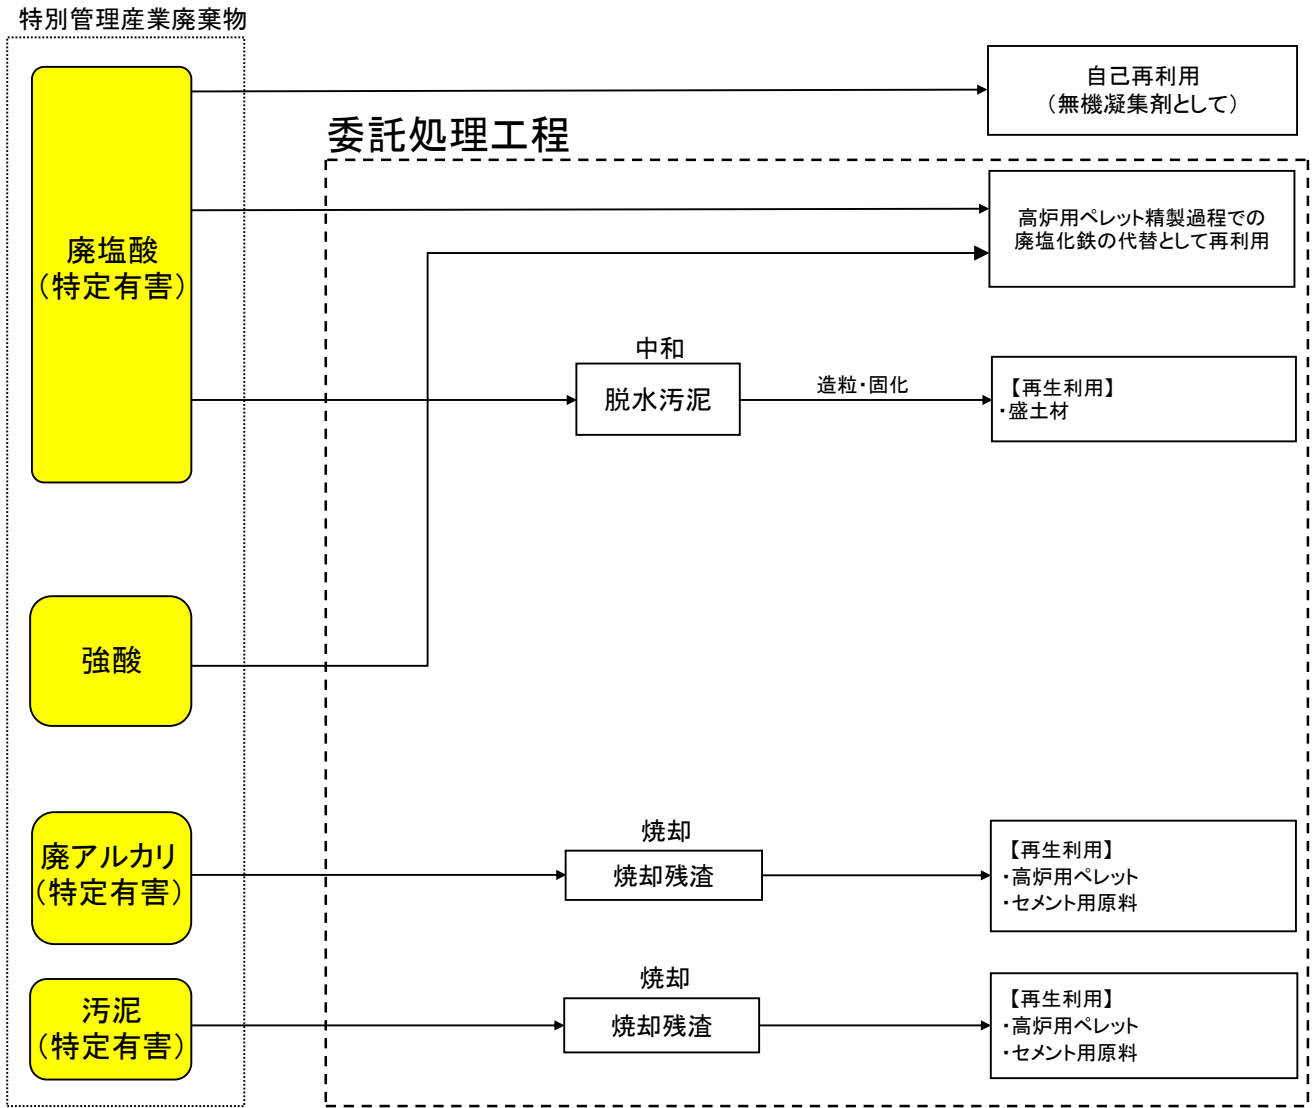 特別管理産業廃棄物
自己再利用
（無機凝集剤として）
委託処理工程
廃塩酸
（特定有害）
高炉用ペレット精製過程での
廃塩化鉄の代替として再利用
中和
脱水汚泥
造粒・固化
【再生利用】
・盛土材
強酸
廃アルカリ
（特定有害）
焼却
焼却残渣
【再生利用】
・高炉用ペレット
・セメント用原料
汚泥
（特定有害）
焼却
焼却残渣
【再生利用】
・高炉用ペレット
・セメント用原料